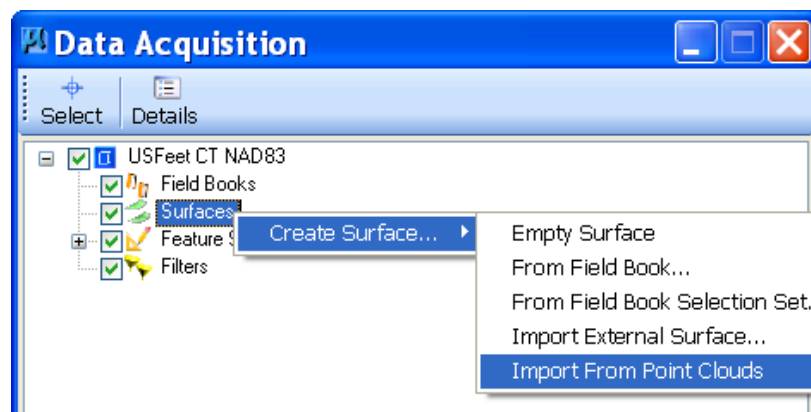 Data Acquisition
Select Details
USFeet CT NAD83
Field Books
Surfaces
Feature S
Filters
Create Surface...
Empty Surface
From Field Book...
From Field Book Selection Set.
Import External Surface...
Import From Point Clouds